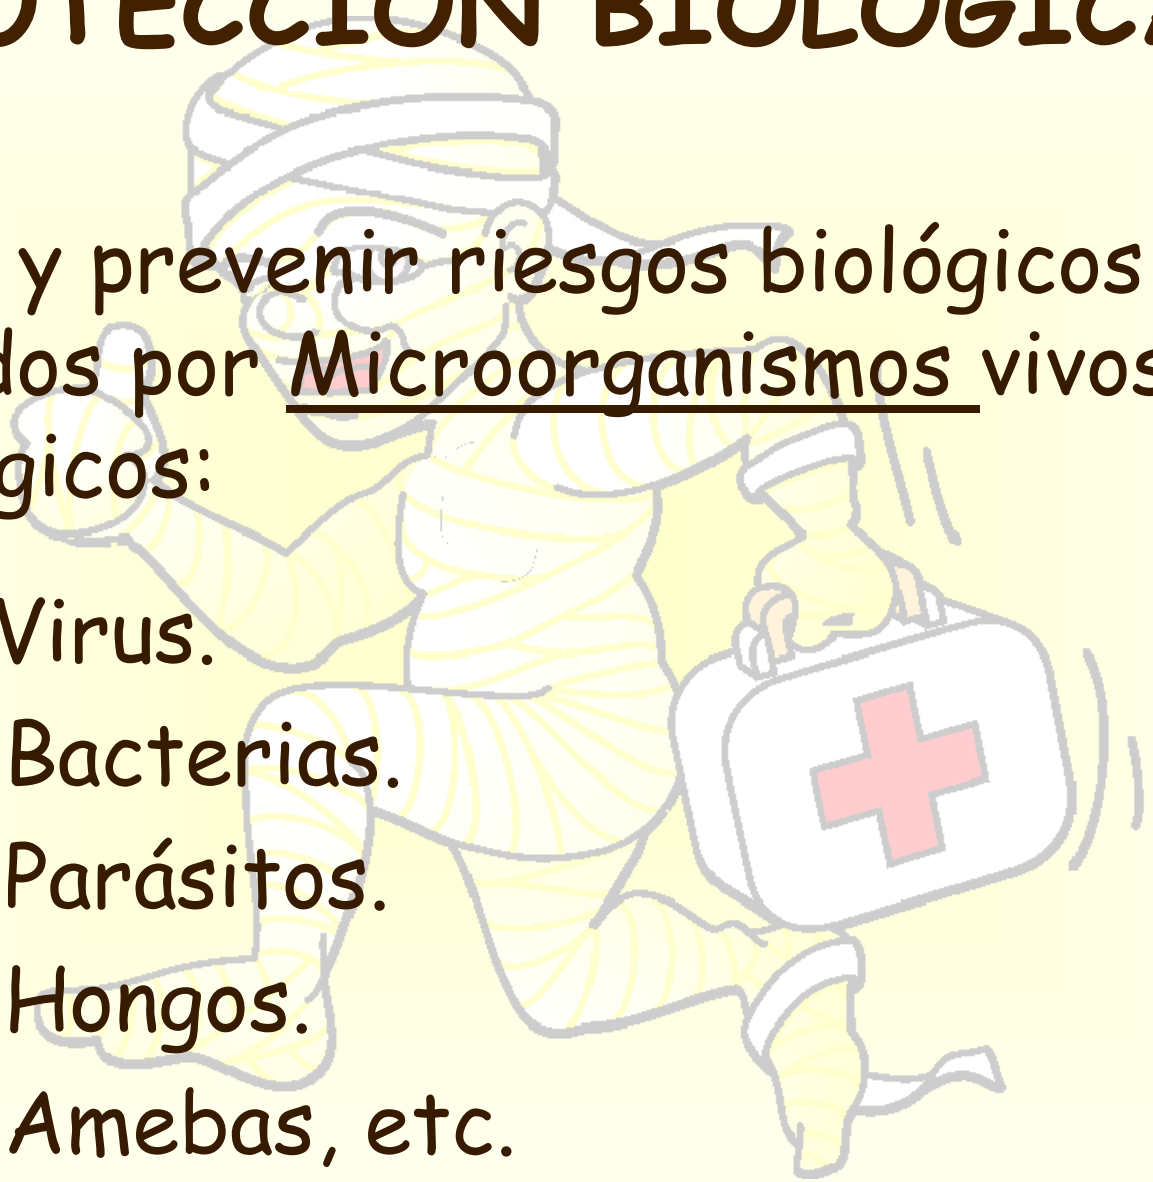 OTECCIÓN BIOLÓGICA
y prevenir riesgos biológicos
dos por Microorganismos vivos
gicos:
Virus.
Bacterias.
Parásitos.
Hongos.
Amebas, etc.